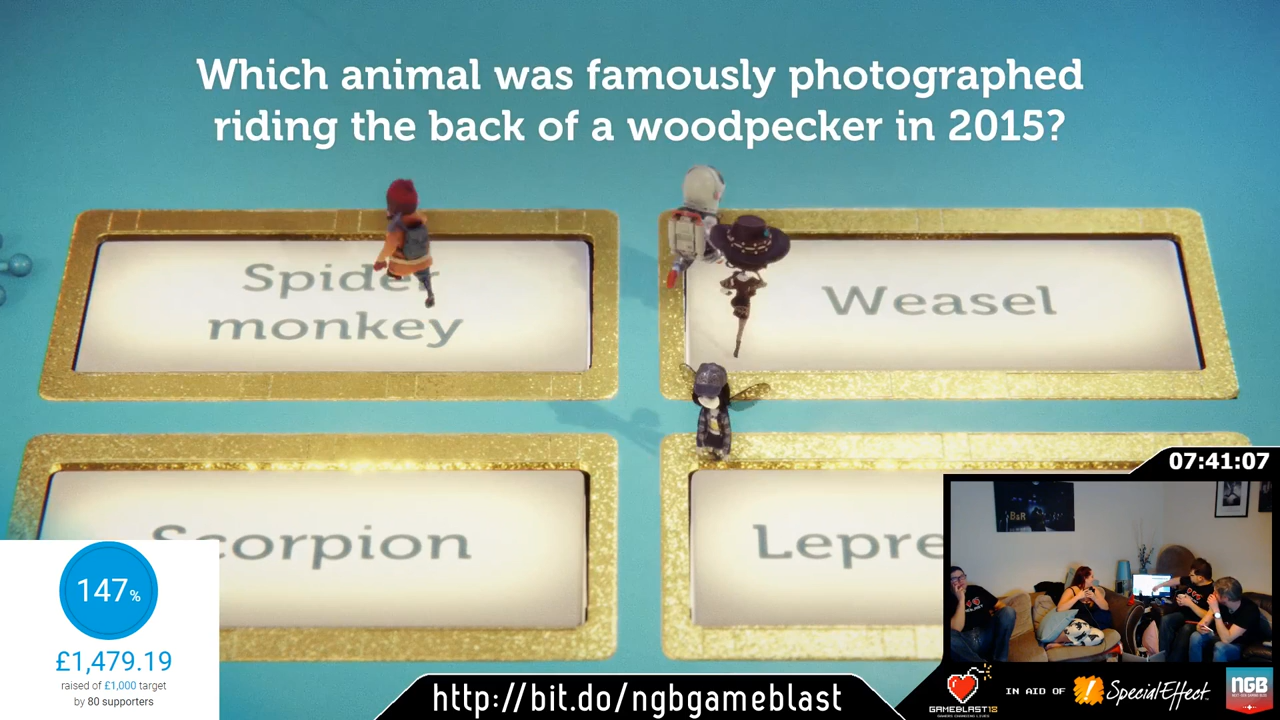 Which animal was famously photographed
riding the back of a woodpecker in 2015?
Spider
monkey
Weasel
Scorpion
Lepre
07:41:07
BaR
147%
£1,479.19
raised of £1,000 target
by 80 supporters
http://bit.do/ngbgameblast
GAMEBLAST18
IN AID OF
SpecialEffect
NGB